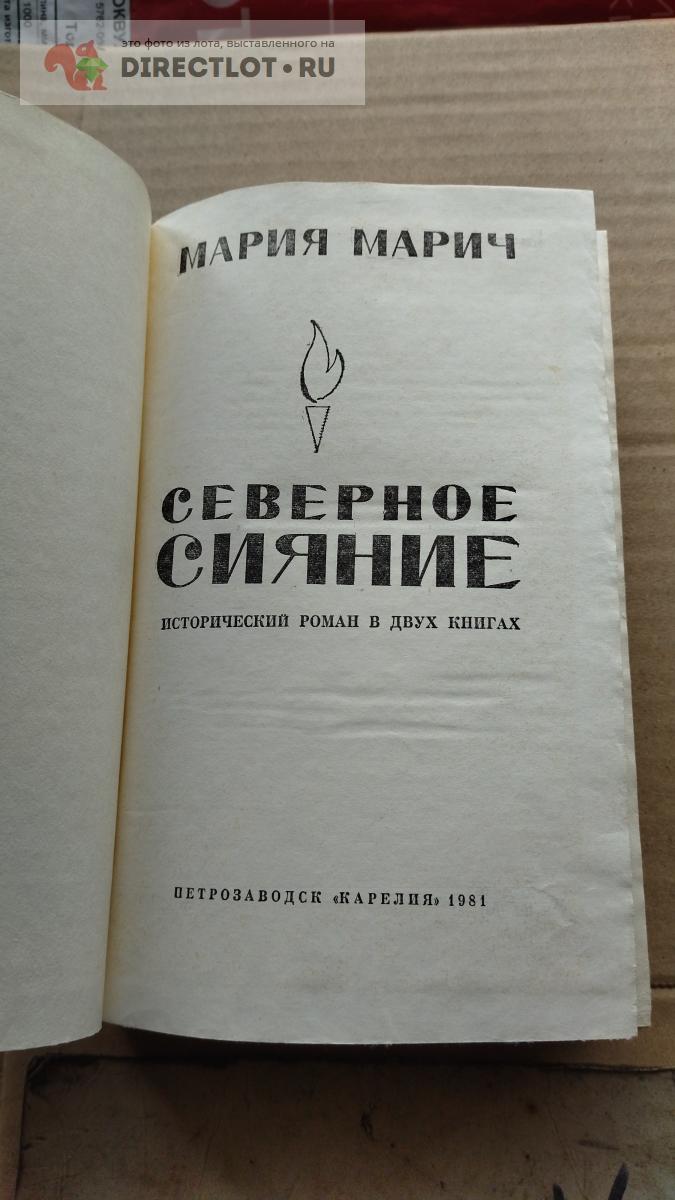 это фото из лота, выставленного на
DIRECTLOT•RU
МАРИЯ МАРИЧ
СЕВЕРНОЕ
СИЯНИЕ
ИСТОРИЧЕСКИЙ РОМАН В ДВУХ КНИГАХ
ПЕТРОЗАВОДСК «КАРЕЛИЯ» 1981